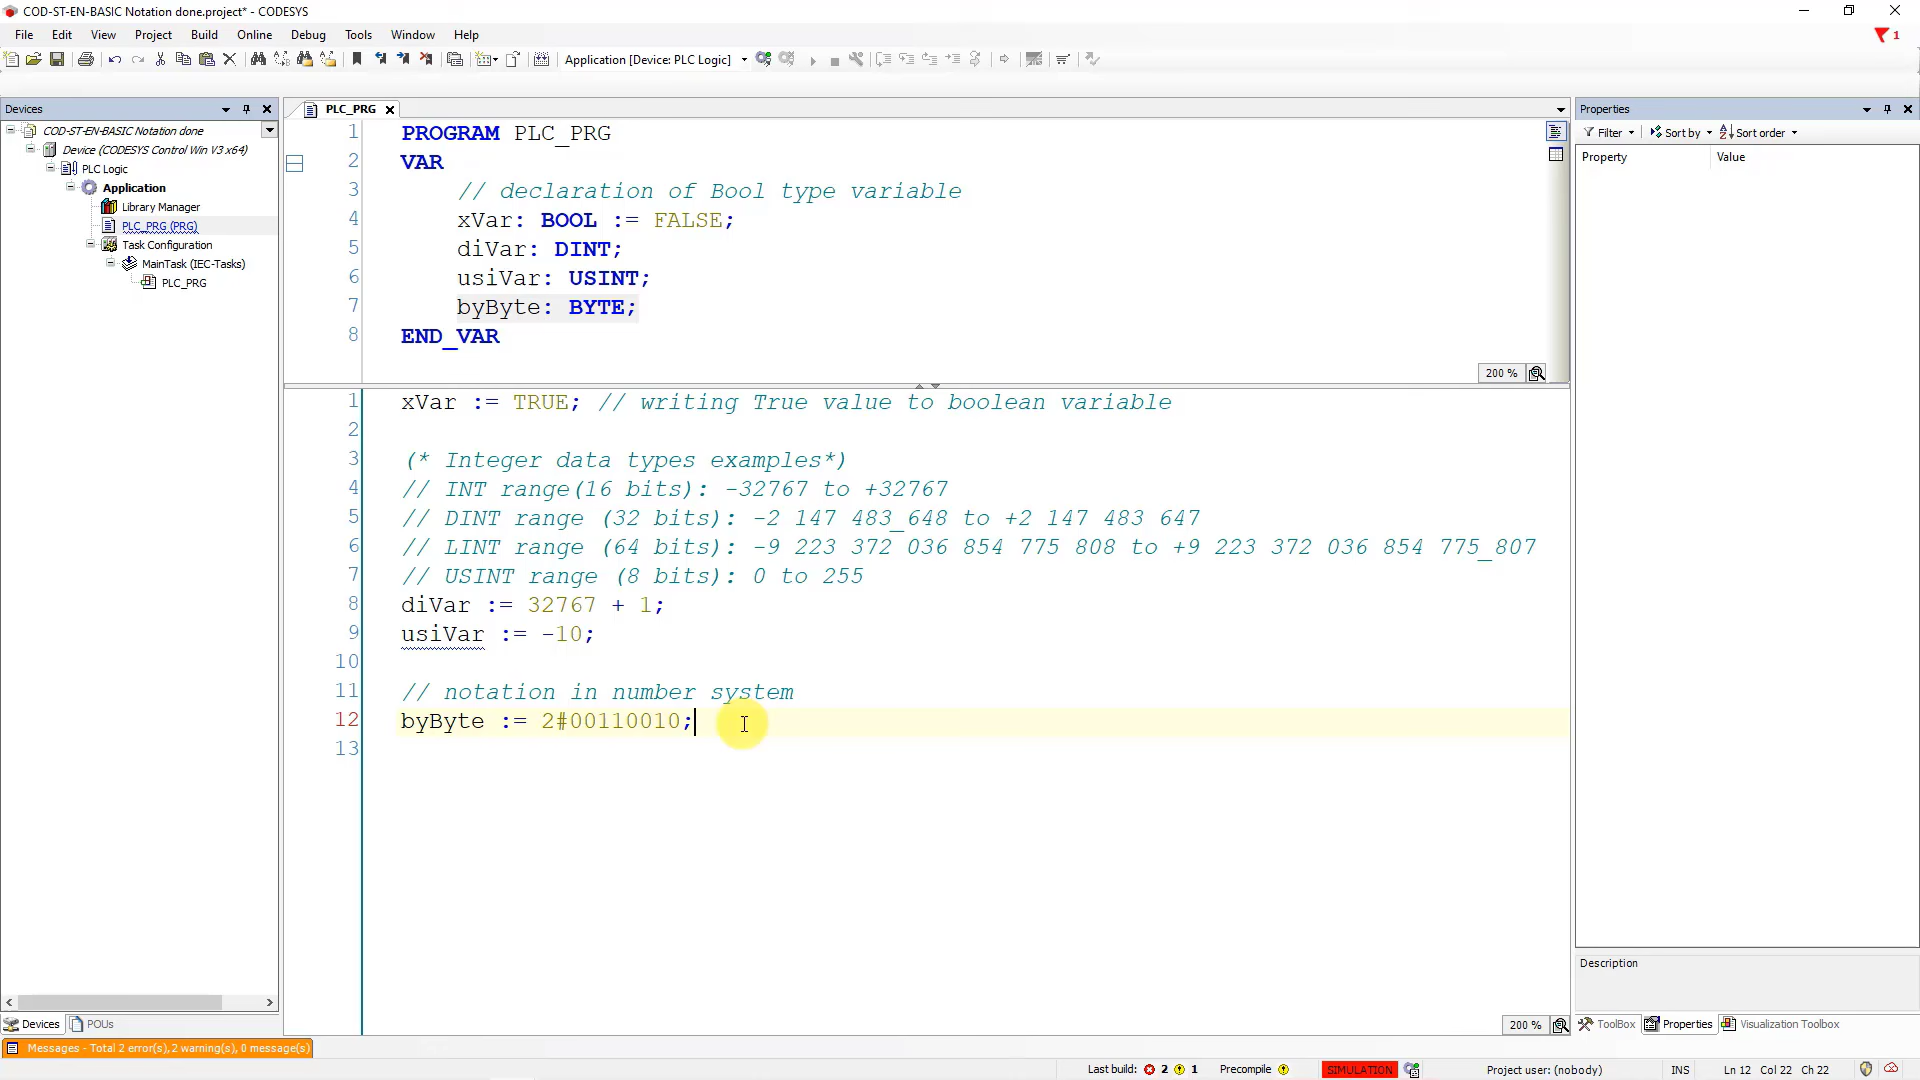 COD-ST-EN-BASIC Notation done.project* - CODESYS
File Edit View Project Build Online Debug Tools Window Help
1
Application [Device: PLC Logic]
Devices
COD-ST-EN-BASIC Notation done
Device (CODESYS Control Win V3 x64)
PLC Logic
Application
Library Manager
PLC_PRG (PRG)
Task Configuration
MainTask (IEC-Tasks)
PLC_PRG
Devices POUs
PLC_PRG
1 PROGRAM PLC_PRG
2 VAR
3 // declaration of Bool type variable
4 xVar: BOOL := FALSE;
5 diVar: DINT;
6 usiVar: USINT;
7 byByte: BYTE;
8 END_VAR
200 %
1 xVar := TRUE; // writing True value to boolean variable
2
3 (* Integer data types examples*)
4 // INT range(16 bits): -32767 to +32767
5 // DINT range (32 bits): -2 147 483_648 to +2 147 483 647
6 // LINT range (64 bits): -9 223 372 036 854 775 808 to +9 223 372 036 854 775_807
7 // USINT range (8 bits): 0 to 255
8 diVar := 32767 + 1;
9 usiVar := -10;
10
11 // notation in number system
12 byByte := 2#00110010;
13
200 %
Properties
Filter Sort by Sort order
Property Value
Description
ToolBox Properties Visualization Toolbox
Messages - Total 2 error(s), 2 warning(s), 0 message(s)
Last build: 2 1 Precompile SIMULATION Project user: (nobody) INS Ln 12 Col 22 Ch 22